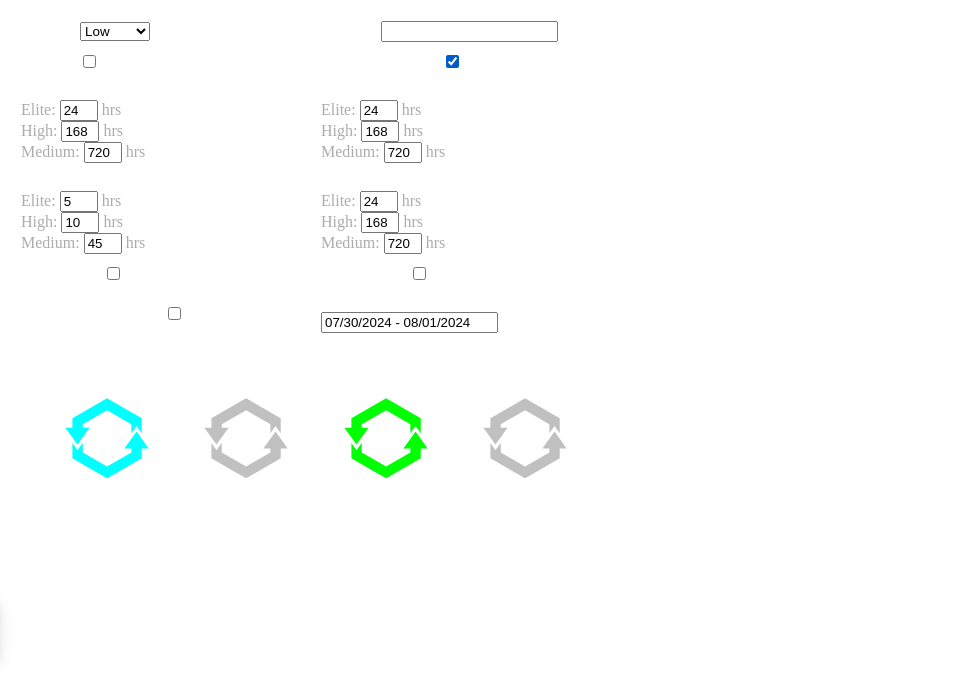 Low
Elite: 24 hrs
High: 168 hrs
Medium: 720 hrs
Elite: 24 hrs
High: 168 hrs
Medium: 720 hrs
Elite: 5 hrs
High: 10 hrs
Medium: 45 hrs
Elite: 24 hrs
High: 168 hrs
Medium: 720 hrs
07/30/2024 - 08/01/2024